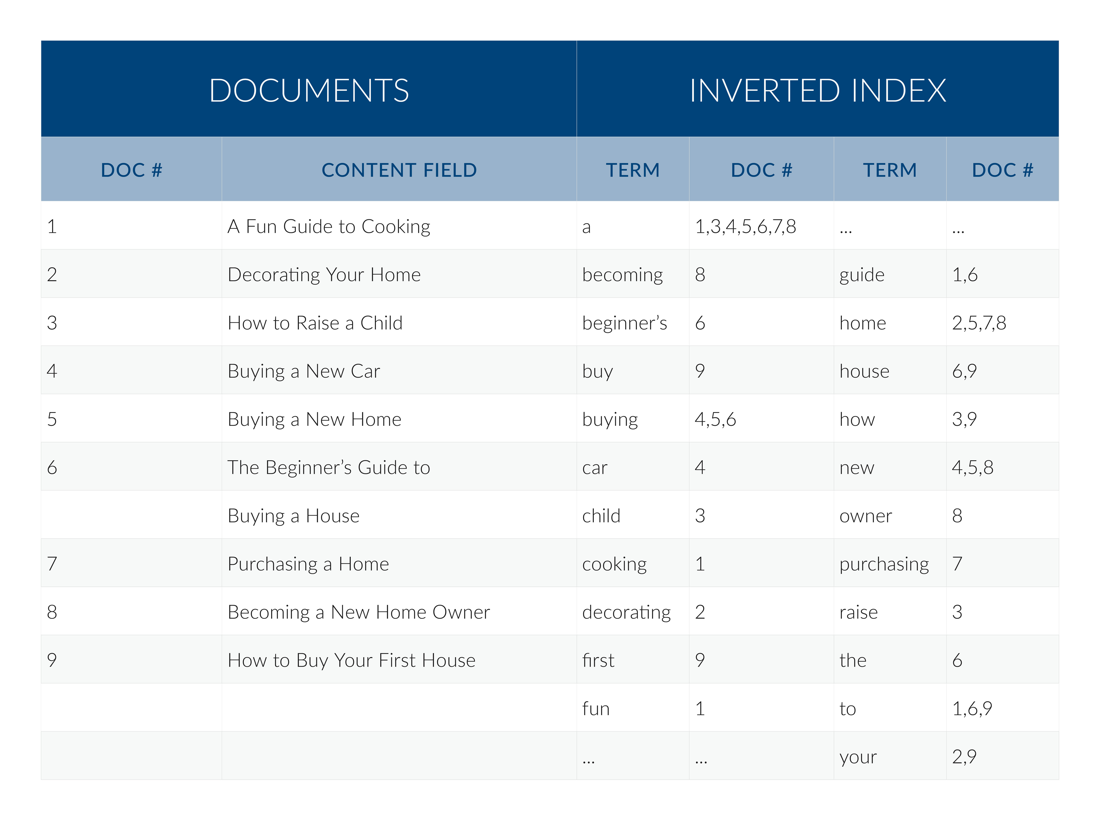 DOCUMENTS INVERTED INDEX
DOC # CONTENT FIELD TERM DOC # TERM DOC #
1 A Fun Guide to Cooking a 1,3,4,5,6,7,8 ... ...
2 Decorating Your Home becoming 8 guide 1,6
3 How to Raise a Child beginner’s 6 home 2,5,7,8
4 Buying a New Car buy 9 house 6,9
5 Buying a New Home buying 4,5,6 how 3,9
6 The Beginner’s Guide to car 4 new 4,5,8
Buying a House child 3 owner 8
7 Purchasing a Home cooking 1 purchasing 7
8 Becoming a New Home Owner decorating 2 raise 3
9 How to Buy Your First House first 9 the 6
fun 1 to 1,6,9
... ... your 2,9